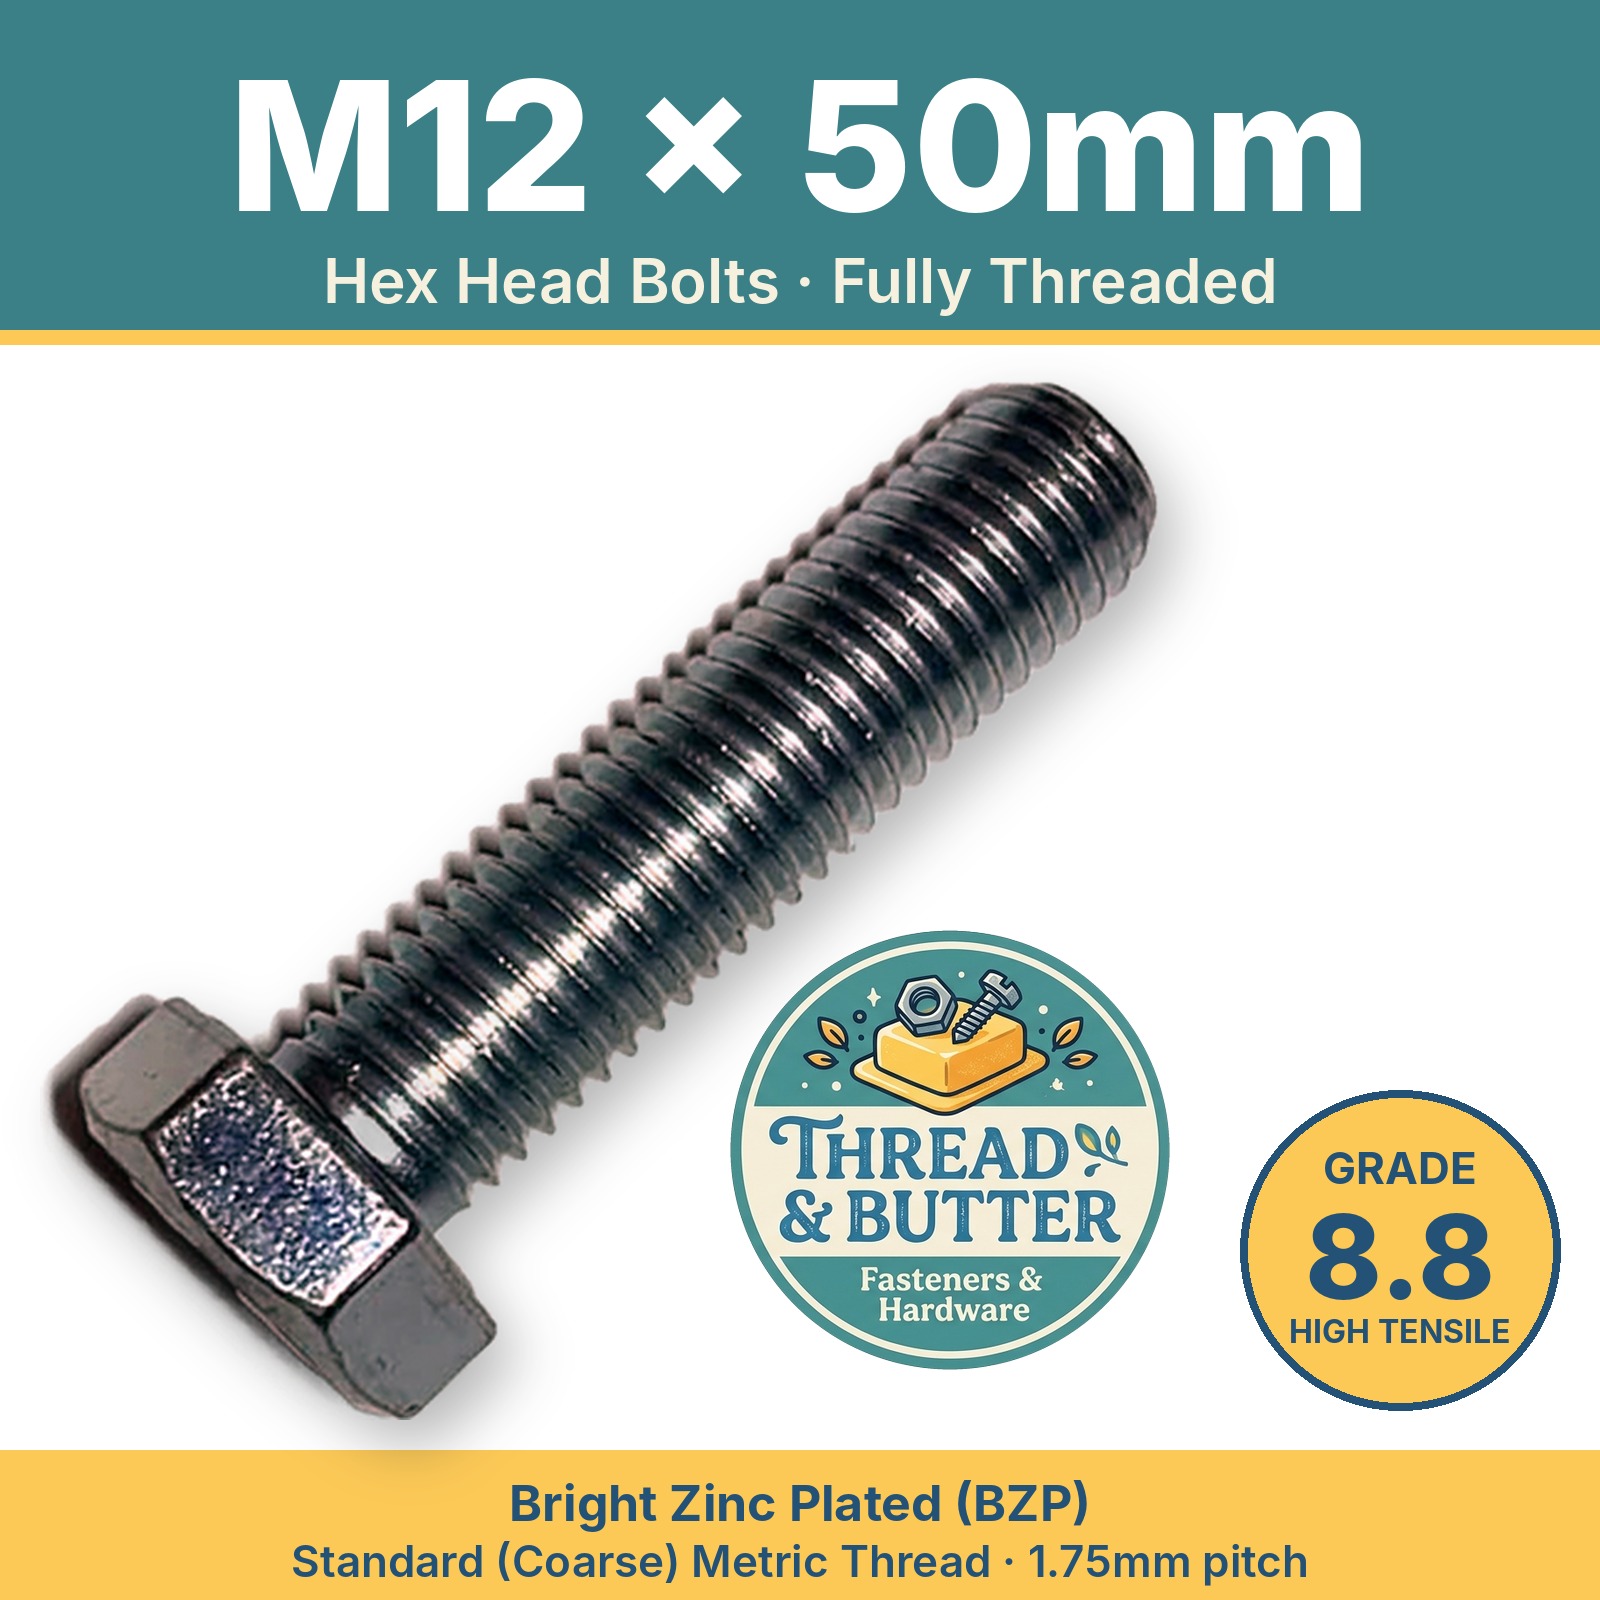 M12 × 50mm
Hex Head Bolts · Fully Threaded
THREAD
& BUTTER
Fasteners &
Hardware
GRADE
8.8
HIGH TENSILE
Bright Zinc Plated (BZP)
Standard (Coarse) Metric Thread · 1.75mm pitch